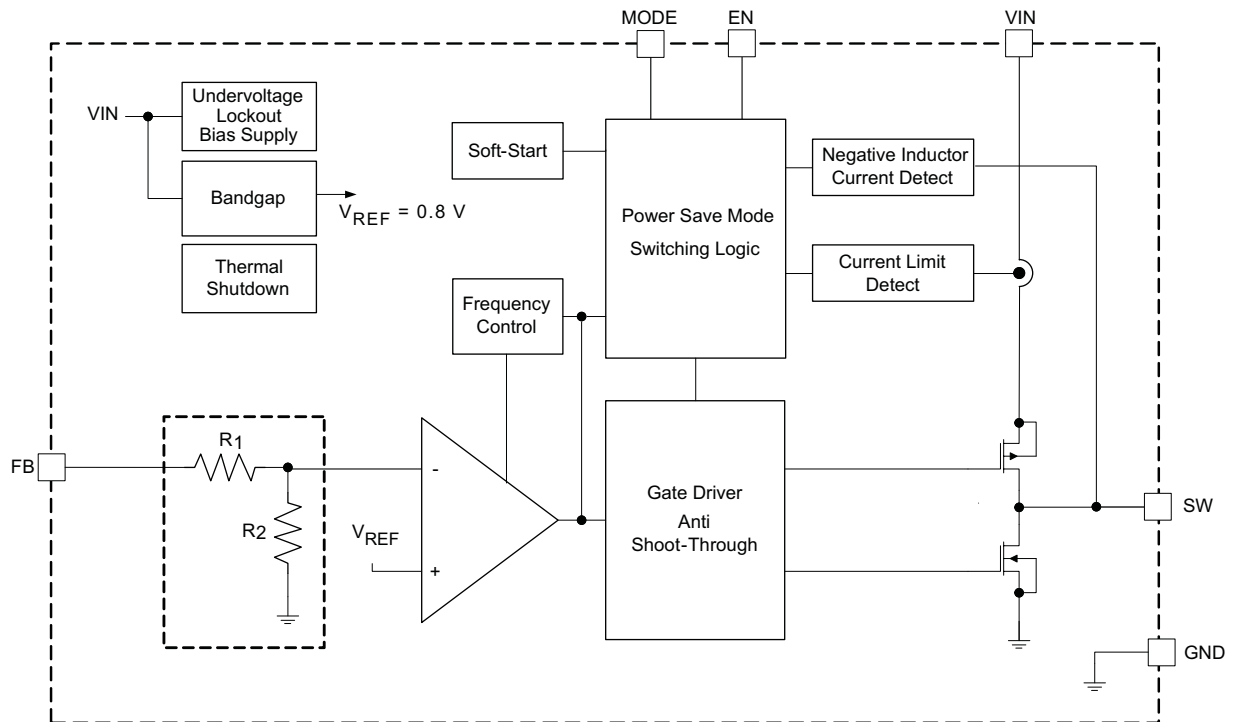 MODE
EN
VIN
VIN
Undervoltage
Lockout
Bias Supply
Bandgap
VREF = 0.8 V
Thermal
Shutdown
Soft-Start
Power Save Mode
Switching Logic
Negative Inductor
Current Detect
Current Limit
Detect
Frequency
Control
FB
R1
R2
VREF
-
+
Gate Driver
Anti
Shoot-Through
SW
GND